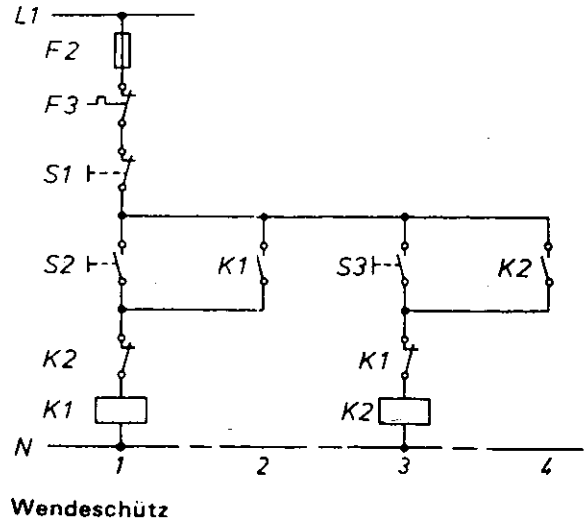 L1
F2
F3
S1
S2 K1 S3 K2
K2 K1
K1 K2
N
1 2 3 4
Wendeschütz